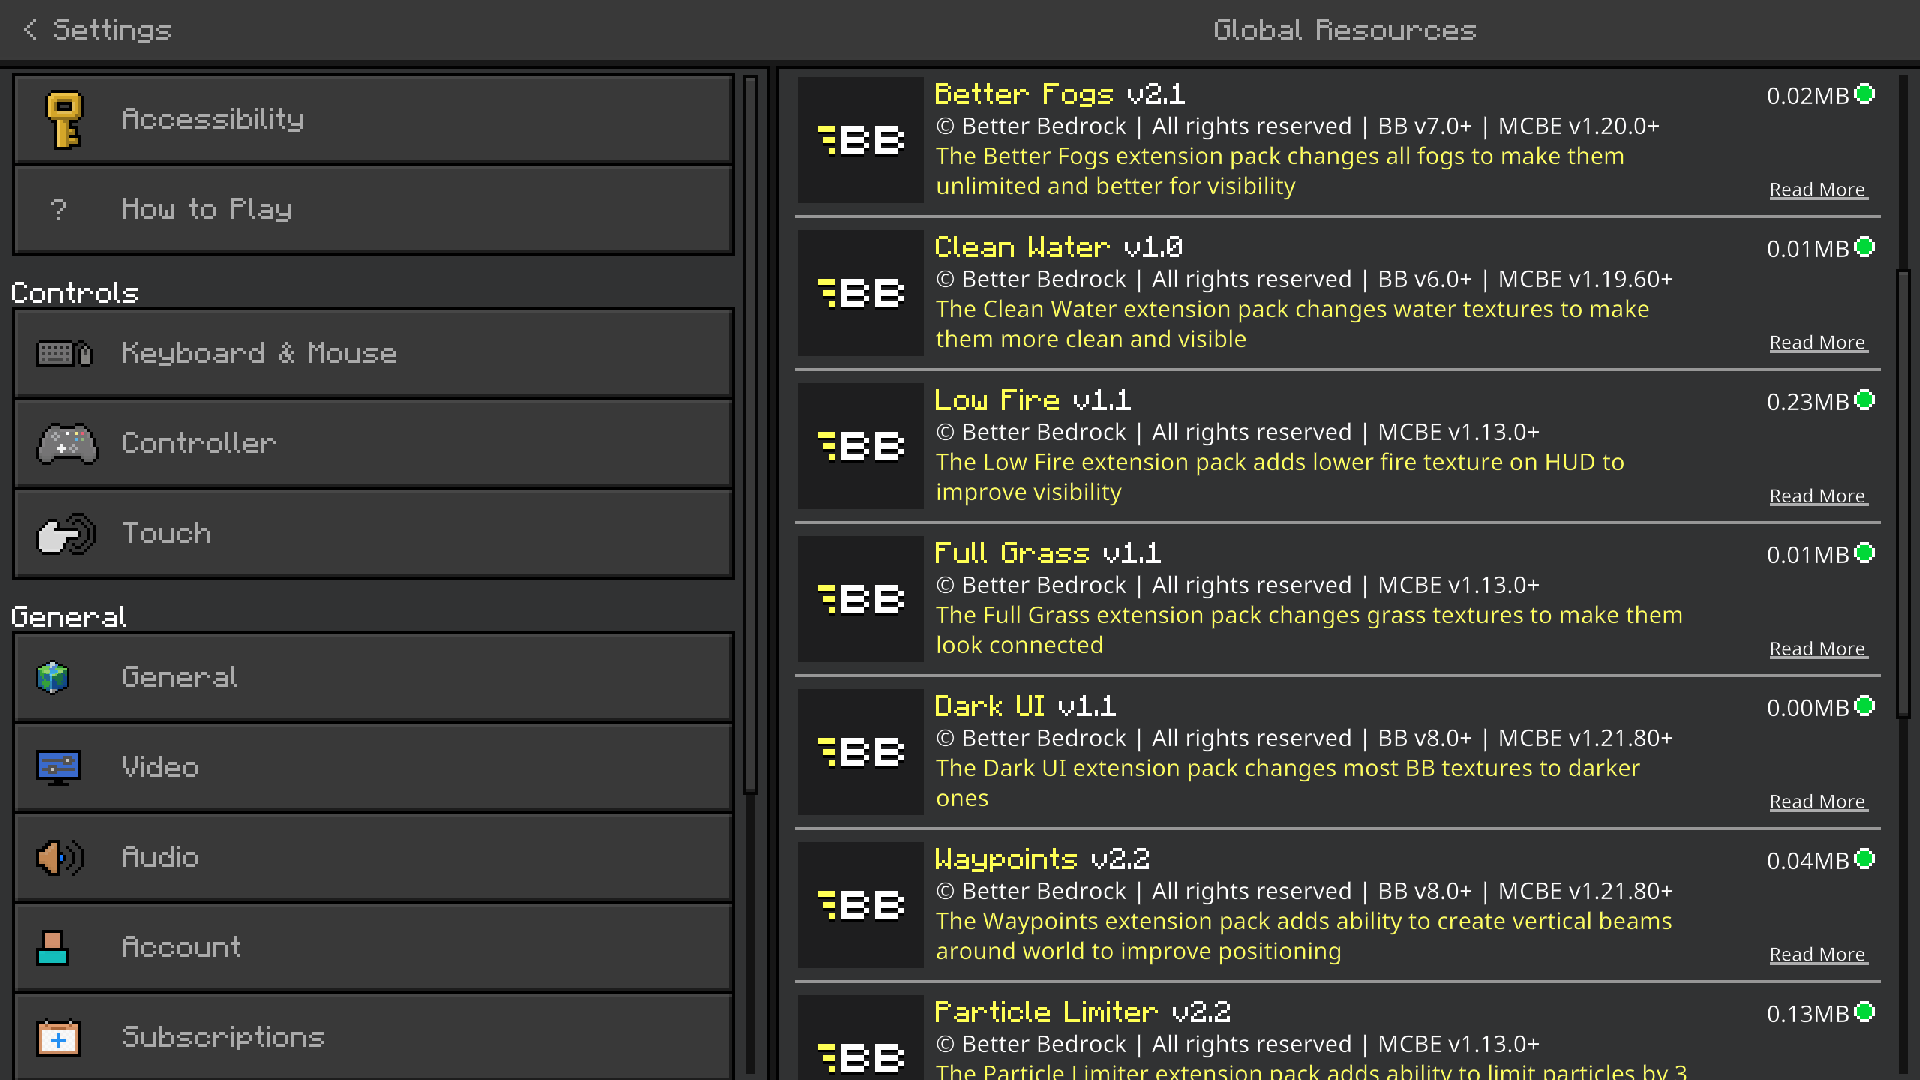 Settings
Global Resources
Accessibility
? How to Play
Controls
Keyboard & Mouse
Controller
Touch
General
General
Video
Audio
Account
Subscriptions
BB
Better Fogs v2.1
0.02MB
© Better Bedrock | All rights reserved | BB v7.0+ | MCBE v1.20.0+
The Better Fogs extension pack changes all fogs to make them
unlimited and better for visibility
Read More
BB
Clean Water v1.0
0.01MB
© Better Bedrock | All rights reserved | BB v6.0+ | MCBE v1.19.60+
The Clean Water extension pack changes water textures to make
them more clean and visible
Read More
BB
Low Fire v1.1
0.23MB
© Better Bedrock | All rights reserved | MCBE v1.13.0+
The Low Fire extension pack adds lower fire texture on HUD to
improve visibility
Read More
BB
Full Grass v1.1
0.01MB
© Better Bedrock | All rights reserved | MCBE v1.13.0+
The Full Grass extension pack changes grass textures to make them
look connected
Read More
BB
Dark UI v1.1
0.00MB
© Better Bedrock | All rights reserved | BB v8.0+ | MCBE v1.21.80+
The Dark UI extension pack changes most BB textures to darker
ones
Read More
BB
Waypoints v2.2
0.04MB
© Better Bedrock | All rights reserved | BB v8.0+ | MCBE v1.21.80+
The Waypoints extension pack adds ability to create vertical beams
around world to improve positioning
Read More
BB
Particle Limiter v2.2
0.13MB
© Better Bedrock | All rights reserved | MCBE v1.13.0+
The Particle Limiter extension pack adds ability to limit particles by 3